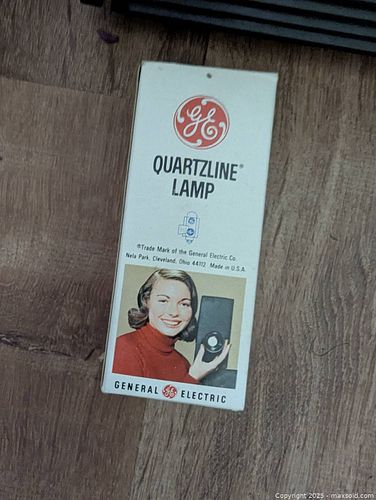 GE
QUARTZLINE®
LAMP
®Trade Mark of the General Electric Co.
Nela Park, Cleveland, Ohio 44112 Made in U.S.A.
GENERAL GE ELECTRIC
Copyright © 2025 - maxsold.com